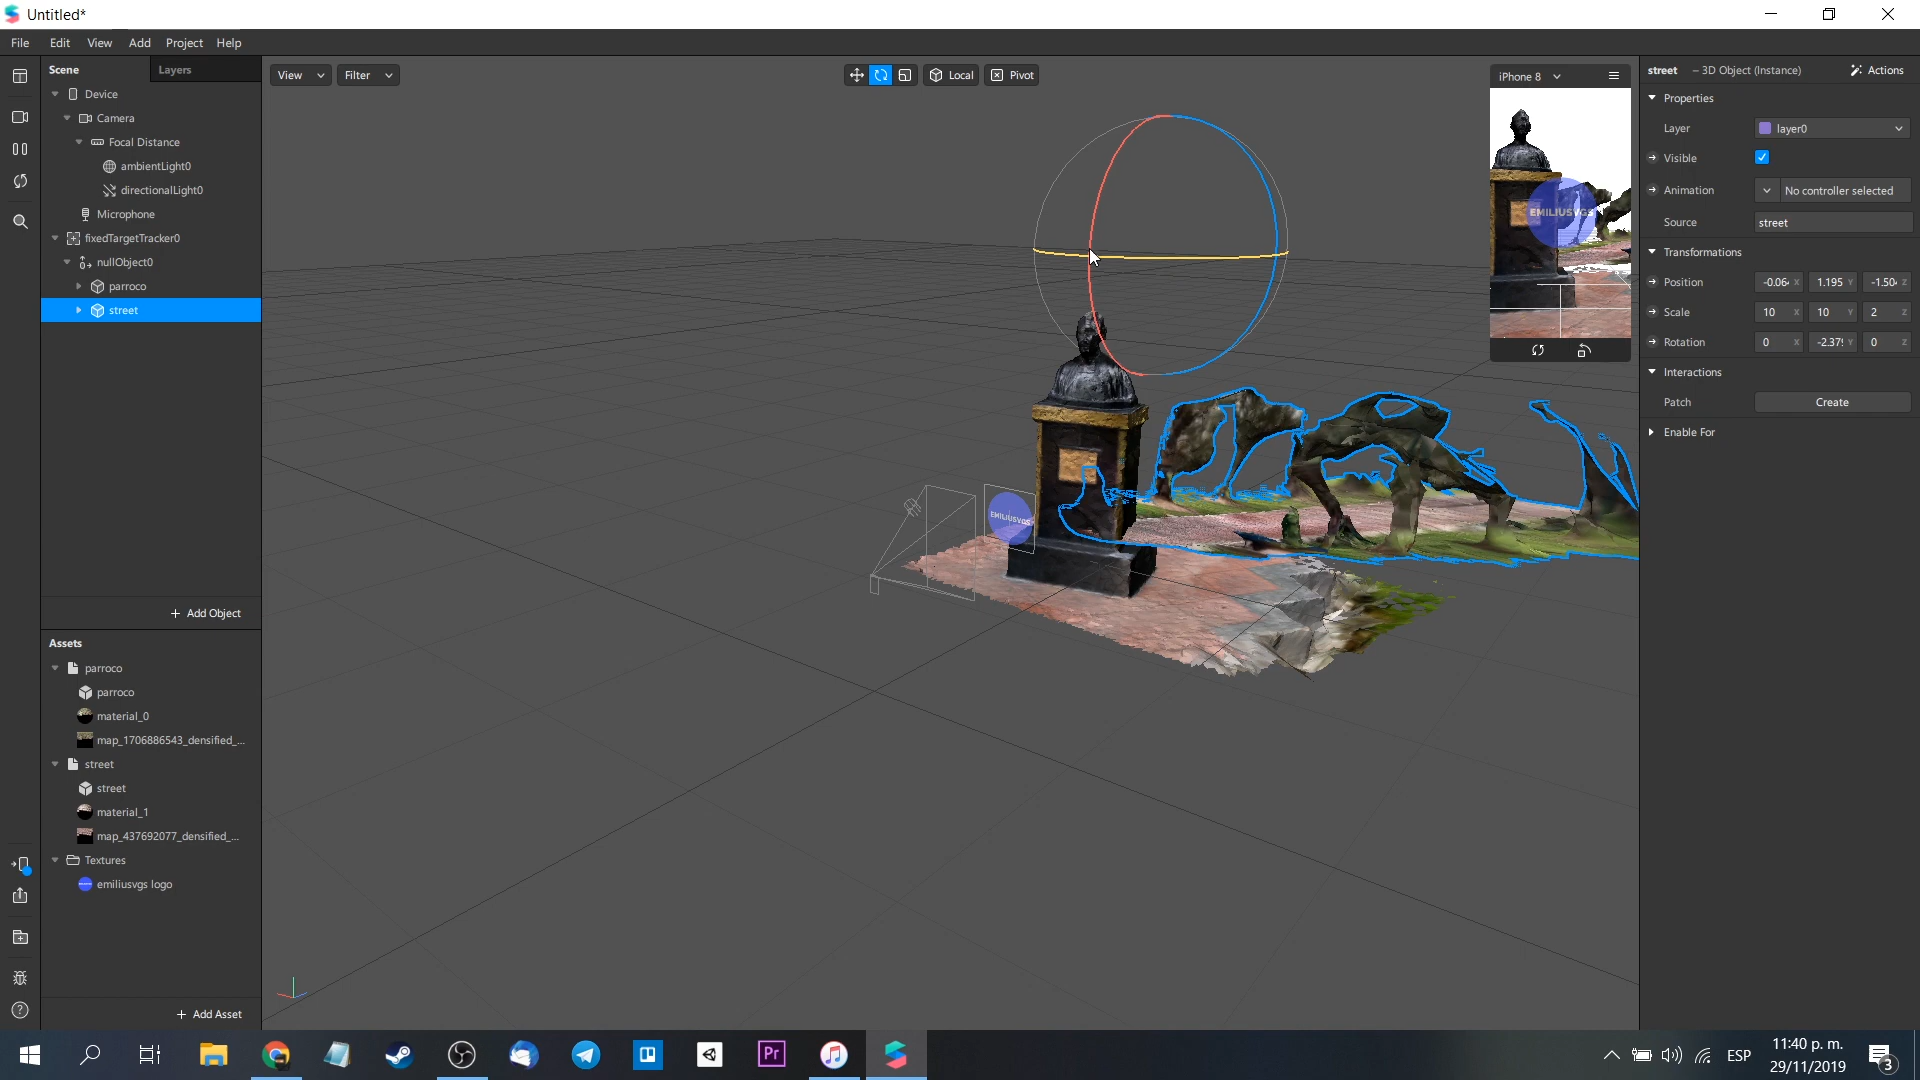 Untitled*
File Edit View Add Project Help
Scene Layers
Device
Camera
Focal Distance
ambientLight0
directionalLight0
Microphone
fixedTargetTracker0
nullObject0
parroco
street
+ Add Object
Assets
parroco
parroco
material_0
map_1706886543_densified_...
street
street
material_1
map_437692077_densified_...
Textures
emiliusvgs logo
+ Add Asset
View Filter
Local Pivot
EMILIUSVGS
iPhone 8
EMILIUSVGS
street – 3D Object (Instance) Actions
Properties
Layer layer0
Visible
Animation No controller selected
Source street
Transformations
Position -0.06 X 1.195 Y -1.50 Z
Scale 10 X 10 Y 2 Z
Rotation 0 X -2.37 Y 0 Z
Interactions
Patch Create
Enable For
Pr
ESP
11:40 p. m.
29/11/2019
3